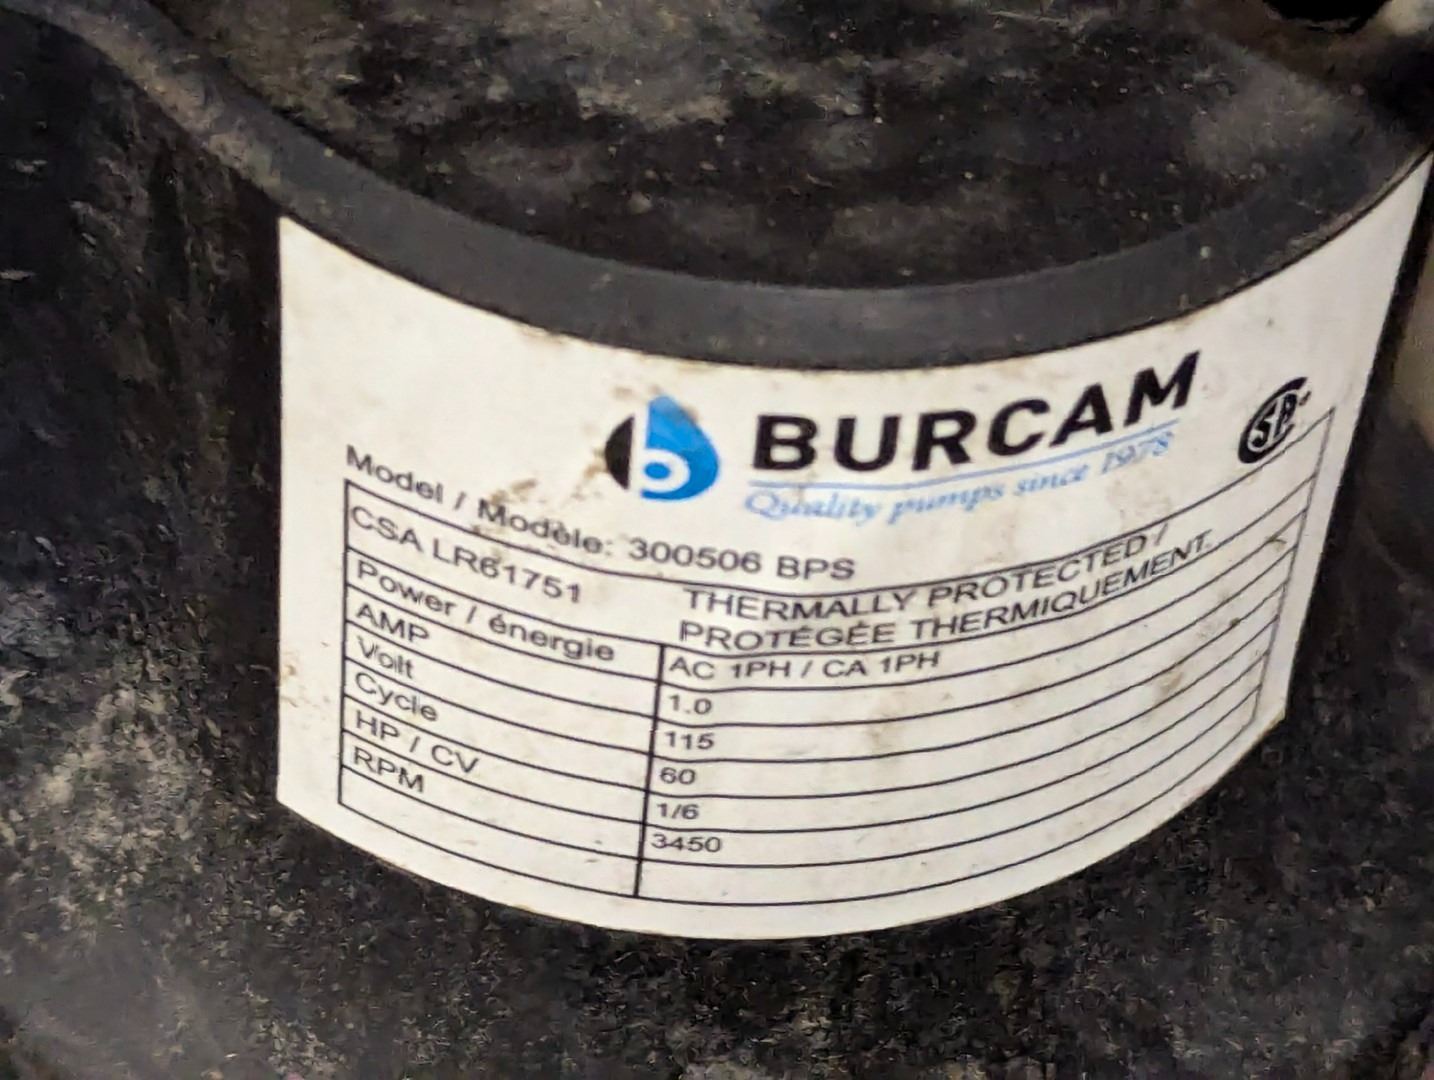 BURCAM
Quality pumps since 1978
Model / Modèle: 300506 BPS
CSA LR61751 THERMALLY PROTECTED /
PROTÉGÉE THERMIQUEMENT.
Power / énergie AC 1PH / CA 1PH
AMP 1.0
Volt 115
Cycle 60
HP / CV 1/6
RPM 3450